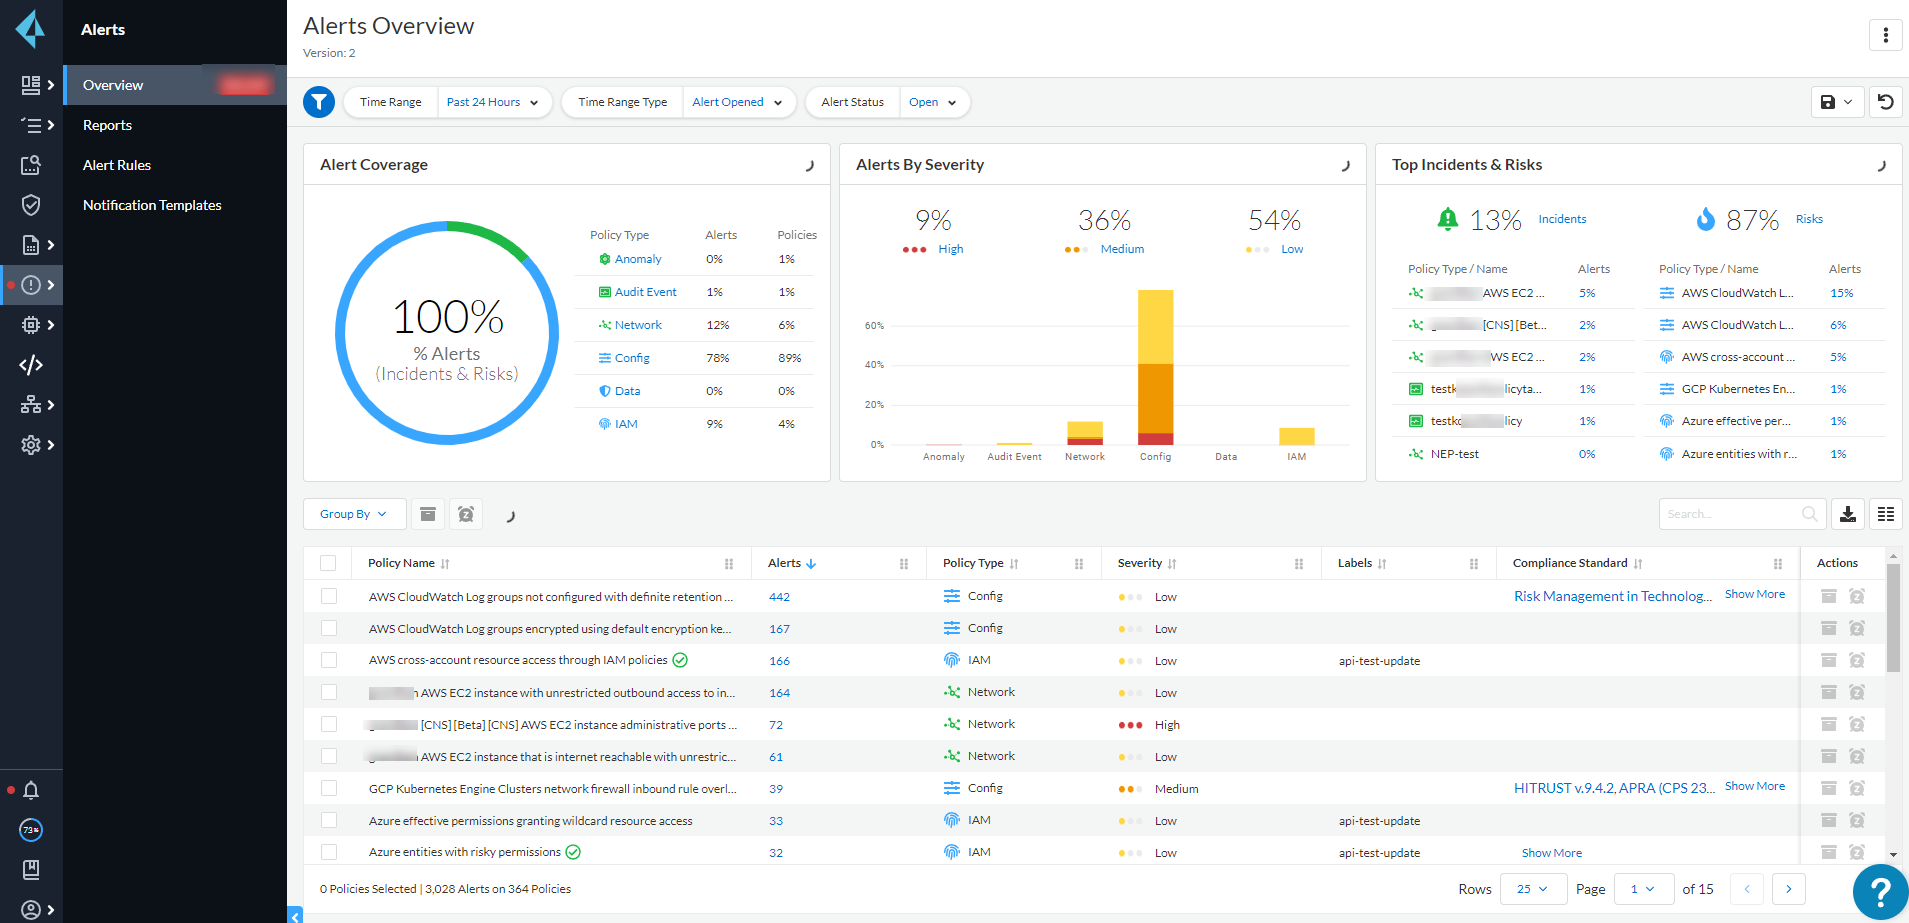 Alerts
Overview
Reports
Alert Rules
Notification Templates
73%
Alerts Overview
Version: 2
Time Range Past 24 Hours
Time Range Type Alert Opened
Alert Status Open
Alert Coverage
100%
% Alerts
(Incidents & Risks)
Policy Type Alerts Policies
Anomaly 0% 1%
Audit Event 1% 1%
Network 12% 6%
Config 78% 89%
Data 0% 0%
IAM 9% 4%
Alerts By Severity
9% 36% 54%
High Medium Low
60%
40%
20%
0%
Anomaly Audit Event Network Config Data IAM
Top Incidents & Risks
13% Incidents
Policy Type / Name Alerts
AWS EC2 ... 5%
[CNS] [Bet... 2%
WS EC2 ... 2%
licyta... 1%
licy 1%
NEP-test 0%
87% Risks
Policy Type / Name Alerts
AWS CloudWatch L... 15%
AWS CloudWatch L... 6%
AWS cross-account ... 5%
GCP Kubernetes En... 1%
Azure effective per... 1%
Azure entities with r... 1%
Group By
Search...
Policy Name Alerts Policy Type Severity Labels Compliance Standard Actions
AWS CloudWatch Log groups not configured with definite retention ... 442 Config Low Risk Management in Technolog... Show More
AWS CloudWatch Log groups encrypted using default encryption ke... 167 Config Low
AWS cross-account resource access through IAM policies 166 IAM Low api-test-update
AWS EC2 instance with unrestricted outbound access to in... 164 Network Low
[CNS] [Beta] [CNS] AWS EC2 instance administrative ports ... 72 Network High
AWS EC2 instance that is internet reachable with unrestric... 61 Network Low
GCP Kubernetes Engine Clusters network firewall inbound rule overl... 39 Config Medium HITRUST v.9.4.2, APRA (CPS 23... Show More
Azure effective permissions granting wildcard resource access 33 IAM Low api-test-update
Azure entities with risky permissions 32 IAM Low api-test-update Show More
0 Policies Selected | 3,028 Alerts on 364 Policies
Rows 25 Page 1 of 15
?